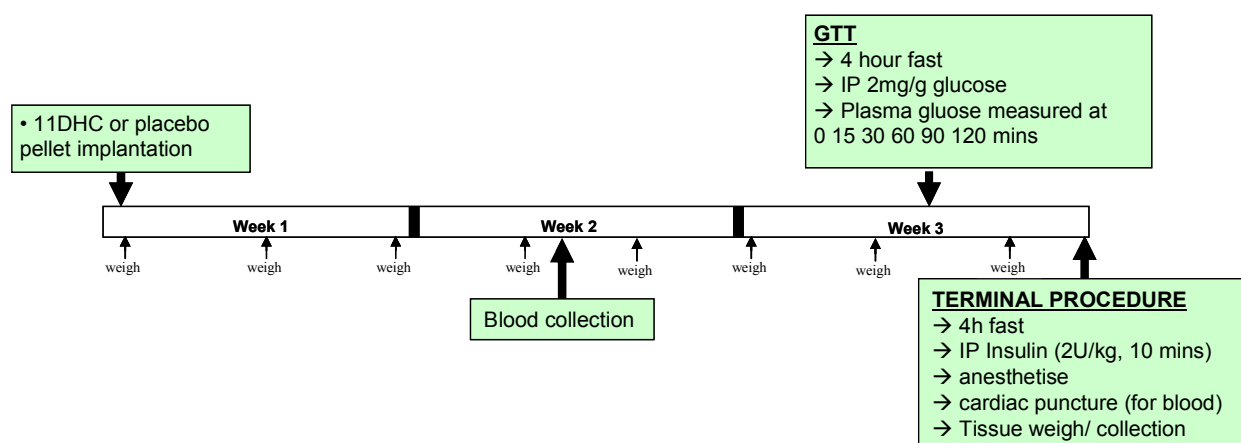 GTT
→ 4 hour fast
→ IP 2mg/g glucose
→ Plasma gluose measured at
0 15 30 60 90 120 mins
• 11DHC or placebo
pellet implantation
Week 1
Week 2
Week 3
weigh
weigh
weigh
weigh
weigh
weigh
weigh
weigh
Blood collection
TERMINAL PROCEDURE
→ 4h fast
→ IP Insulin (2U/kg, 10 mins)
→ anesthetise
→ cardiac puncture (for blood)
→ Tissue weigh/ collection